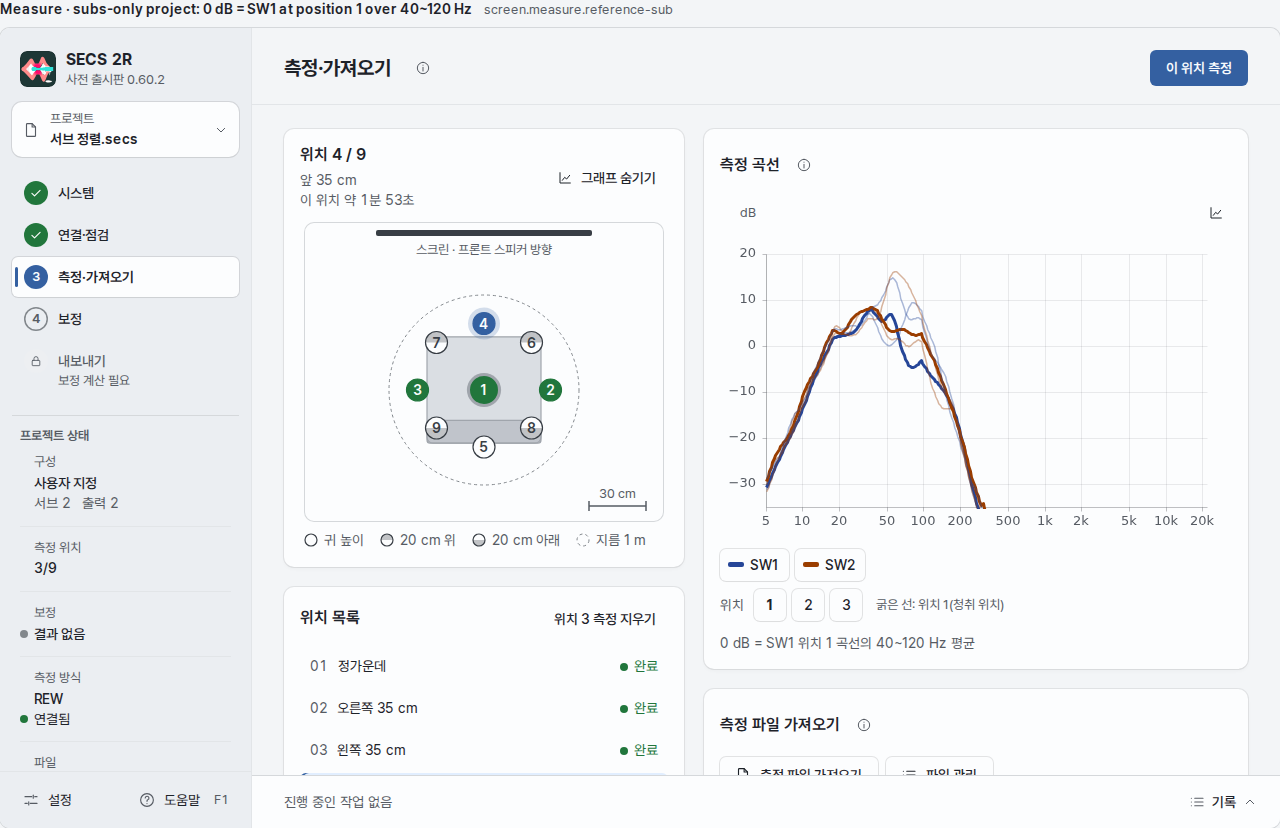 Measure · subs-only project: 0 dB = SW1 at position 1 over 40~120 Hz screen.measure.reference-sub
SECS 2R
사전 출시판 0.60.2
프로젝트
서브 정렬.secs
시스템
연결·점검
3 측정·가져오기
4 보정
내보내기
보정 계산 필요
프로젝트 상태
구성
사용자 지정
서브 2 출력 2
측정 위치
3/9
보정
결과 없음
측정 방식
REW
연결됨
파일
설정
도움말 F1
측정·가져오기
이 위치 측정
위치 4 / 9
앞 35 cm
이 위치 약 1분 53초
그래프 숨기기
스크린 · 프론트 스피커 방향
4
7
6
3
1
2
9
8
5
30 cm
귀 높이
20 cm 위
20 cm 아래
지름 1 m
위치 목록
위치 3 측정 지우기
01 정가운데 완료
02 오른쪽 35 cm 완료
03 왼쪽 35 cm 완료
측정 곡선
dB
20
10
0
−10
−20
−30
5 10 20 50 100 200 500 1k 2k 5k 10k 20k
SW1
SW2
위치 1 2 3 굵은 선: 위치 1(청취 위치)
0 dB = SW1 위치 1 곡선의 40~120 Hz 평균
측정 파일 가져오기
측정 파일 가져오기
파일 관리
진행 중인 작업 없음
기록